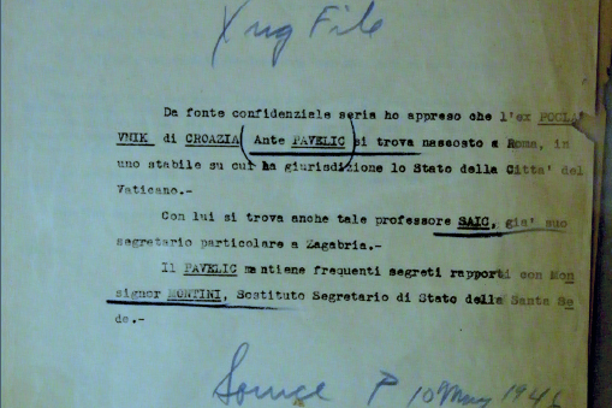 X ng File
Da fonte confidenziale seria ho appreso che l'ex POGLA
VNIK di CROAZIA (Ante PAVELIC) si trova nascosto a Roma, in
uno stabile su cui ha giurisdizione lo Stato della Citta' del
Vaticano.-
Con lui si trova anche tale professore SAIC, gia' suo
segretario particolare a Zagabria.-
Il PAVELIC mantiene frequenti segreti rapporti con Mon
signor MONTINI, Sostituto Segretario di Stato della Santa Se
de.-
Source P 10 May 1946